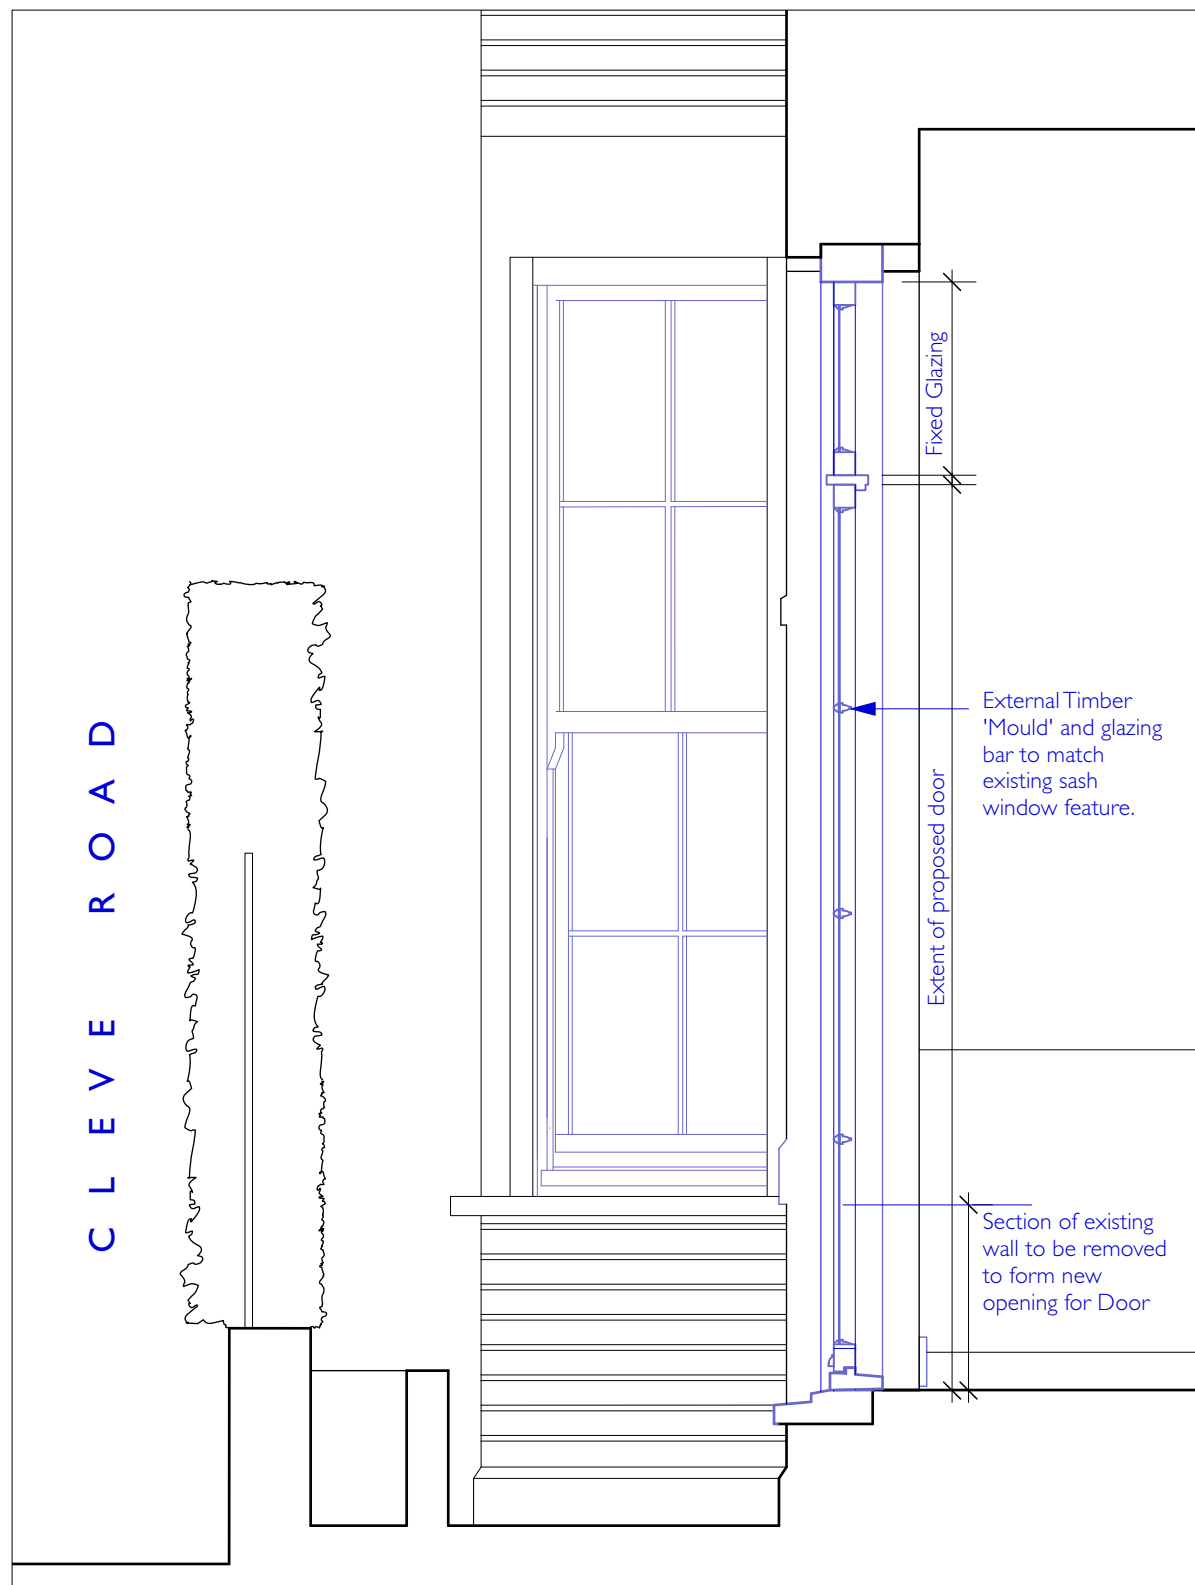 CLEVE ROAD
Fixed Glazing
Extent of proposed door
External Timber
'Mould' and glazing
bar to match
existing sash
window feature.
Section of existing
wall to be removed
to form new
opening for Door